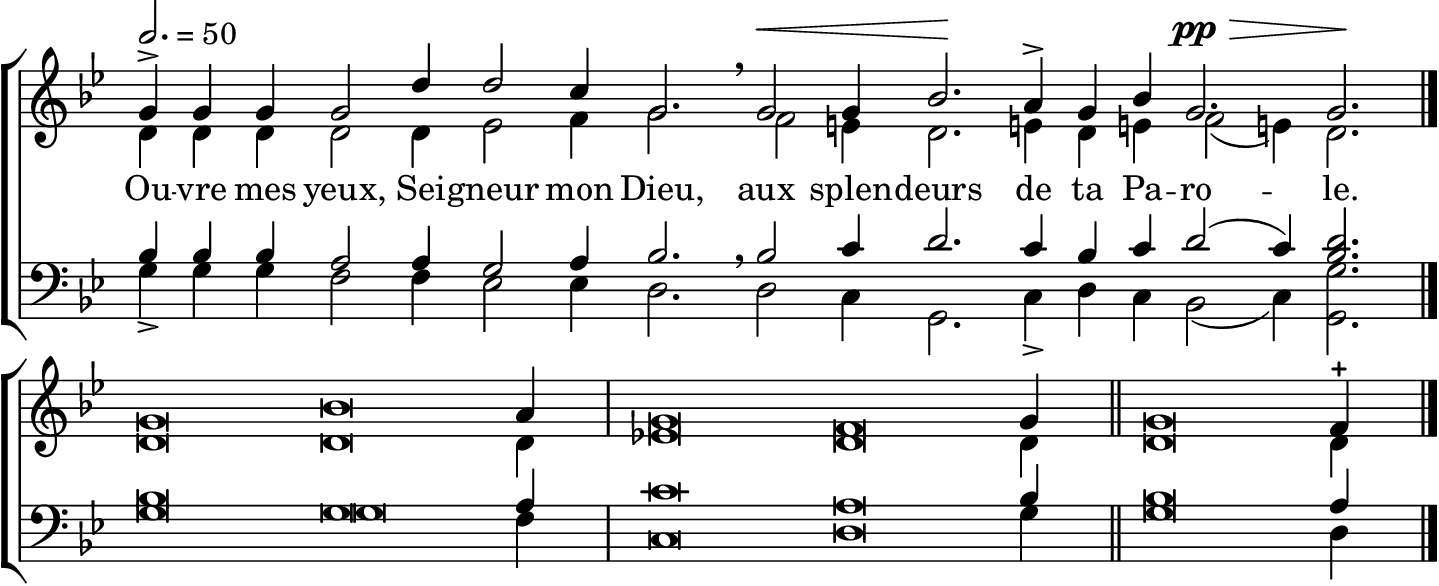 = 50
pp
Ou -- vre mes yeux, Seigneur mon Dieu, aux splendeurs de ta Pa -- ro -- le.